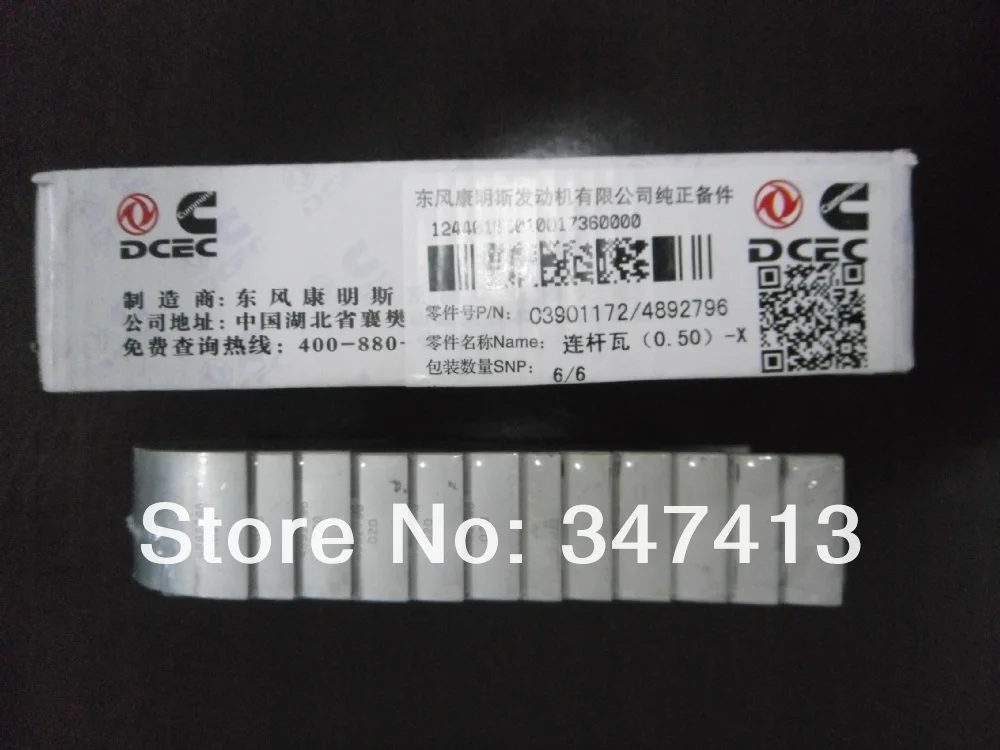 DCEC
制造商: 东风康明斯
公司地址: 中国湖北省襄樊
免费查询热线: 400-880-
东风康明斯发动机有限公司纯正备件
零件号P/N: C3901172/4892796
零件名称Name: 连杆瓦 (0.50) -X
包装数量SNP: 6/6
Cummins
DCEC
020
020
Store No: 347413